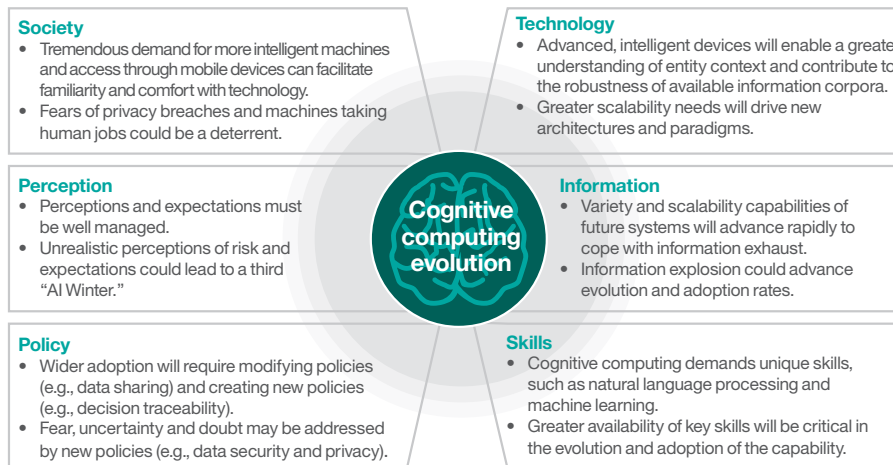 Society
• Tremendous demand for more intelligent machines
and access through mobile devices can facilitate
familiarity and comfort with technology.
• Fears of privacy breaches and machines taking
human jobs could be a deterrent.
Technology
• Advanced, intelligent devices will enable a greate
understanding of entity context and contribute to
the robustness of available information corpora.
• Greater scalability needs will drive new
architectures and paradigms.
Perception
• Perceptions and expectations must
be well managed.
• Unrealistic perceptions of risk and
expectations could lead to a third
“AI Winter.”
Cognitive
computing
evolution
Information
• Variety and scalability capabilities of
future systems will advance rapidly to
cope with information exhaust.
• Information explosion could advance
evolution and adoption rates.
Policy
• Wider adoption will require modifying policies
(e.g., data sharing) and creating new policies
(e.g., decision traceability).
• Fear, uncertainty and doubt may be addressed
by new policies (e.g., data security and privacy).
Skills
• Cognitive computing demands unique skills,
such as natural language processing and
machine learning.
• Greater availability of key skills will be critical in
the evolution and adoption of the capability.